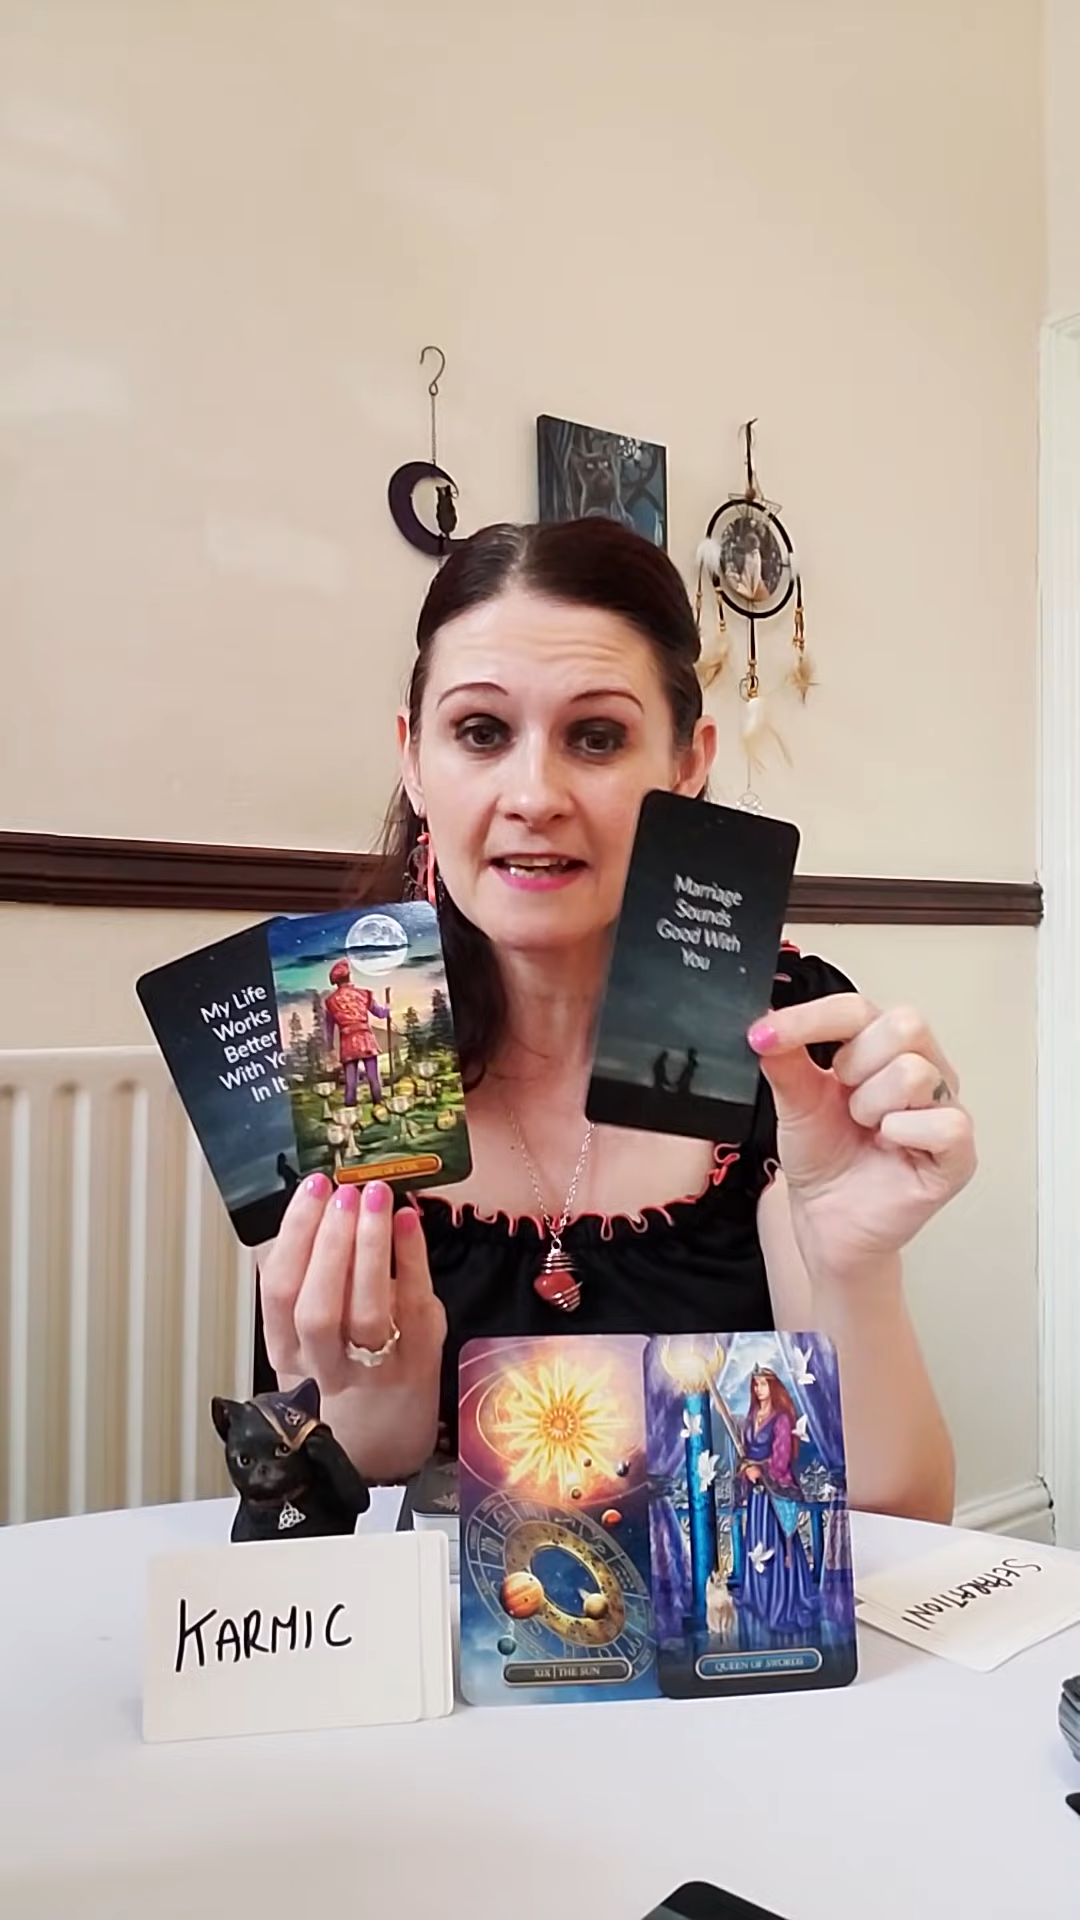 Marriage
Sounds
Good With
You
My Life
Works
Better
With Yo
In It
KARMIC
XIX THE SUN
QUEEN OF SWORDS